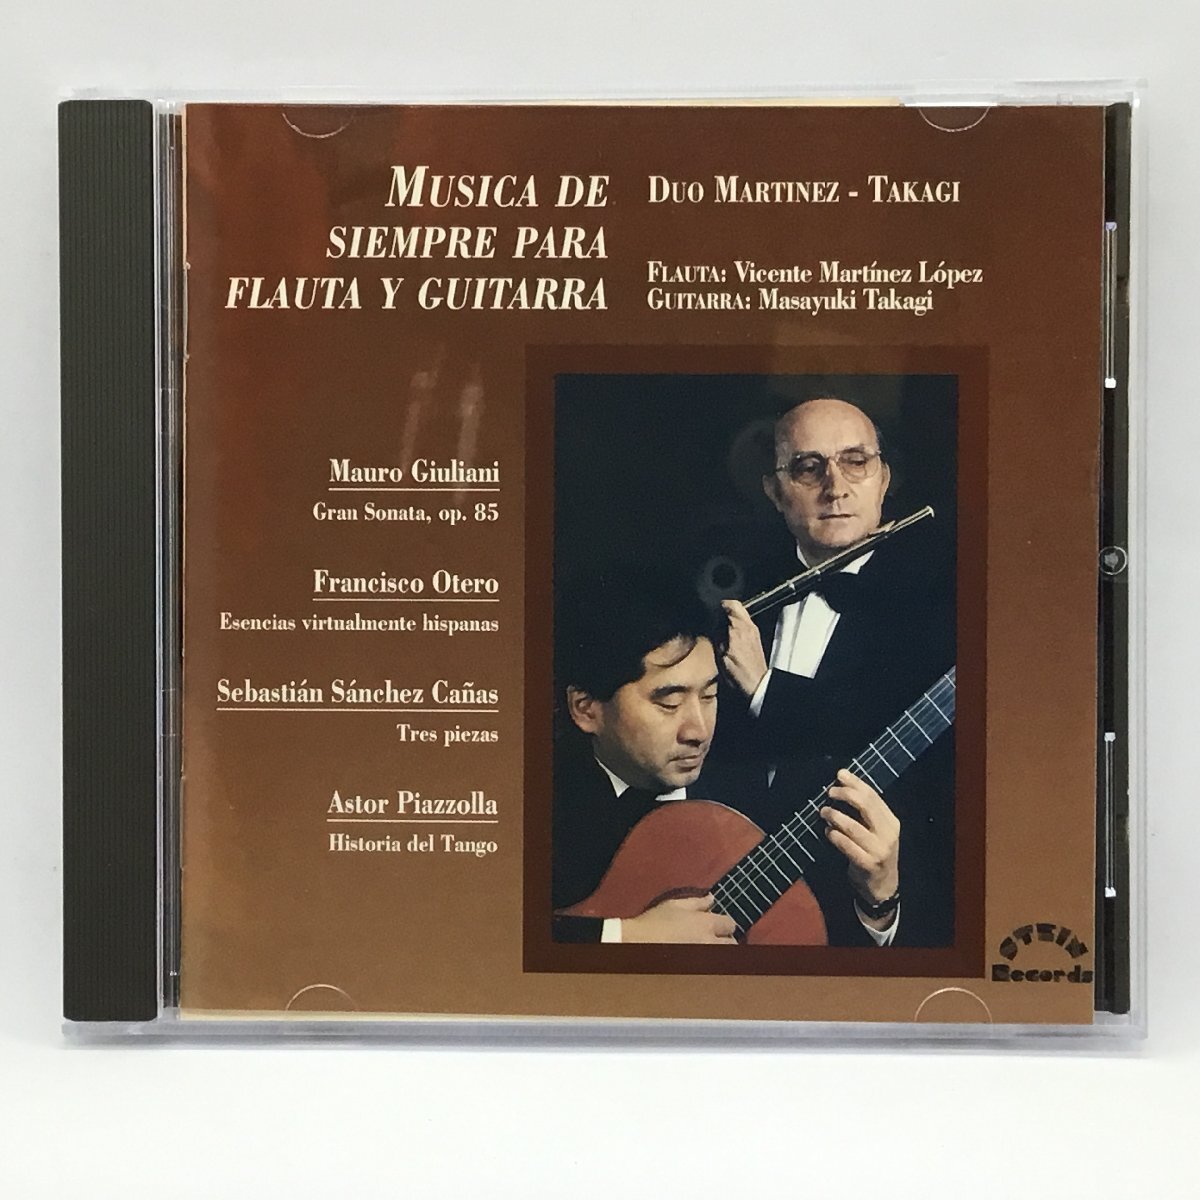 MUSICA DE
SIEMPRE PARA
FLAUTA Y GUITARRA
DUO MARTINEZ - TAKAGI
FLAUTA: Vicente Martínez López
GUITARRA: Masayuki Takagi
Mauro Giuliani
Gran Sonata, op. 85
Francisco Otero
Esencias virtualmente hispanas
Sebastián Sánchez Cañas
Tres piezas
Astor Piazzolla
Historia del Tango
STEIN
Records